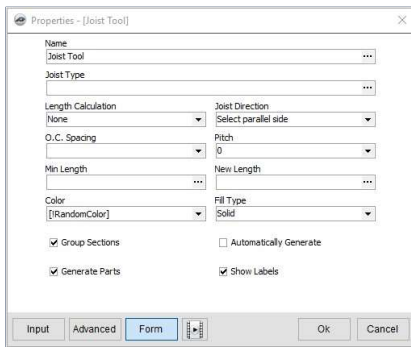 Properties - [Joist Tool]
Name
Joist Tool ...
Joist Type
...
Length Calculation Joist Direction
None Select parallel side
O.C. Spacing Pitch
0
Min Length New Length
... ...
Color Fill Type
[!RandomColor] Solid
Group Sections Automatically Generate
Generate Parts Show Labels
Input Advanced Form Ok Cancel